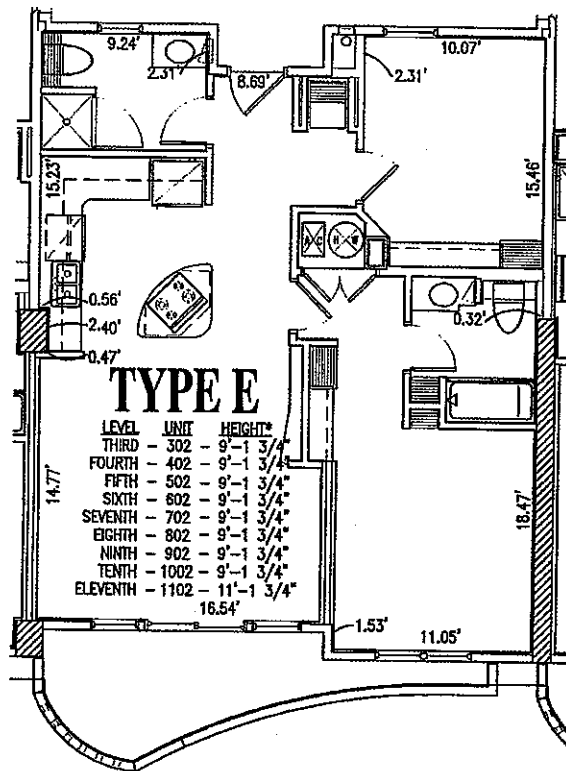 9.24'
10.07'
2.31'
8.69'
2.31'
15.23'
15.46'
A C
H W
0.56'
2.40'
0.32'
0.47'
TYPE E
LEVEL UNIT HEIGHT*
THIRD - 302 - 9'-1 3/4"
FOURTH - 402 - 9'-1 3/4"
FIFTH - 502 - 9'-1 3/4"
SIXTH - 602 - 9'-1 3/4"
SEVENTH - 702 - 9'-1 3/4"
EIGHTH - 802 - 9'-1 3/4"
NINTH - 902 - 9'-1 3/4"
TENTH - 1002 - 9'-1 3/4"
ELEVENTH - 1102 - 11'-1 3/4"
14.77'
18.47'
16.54'
1.53'
11.05'